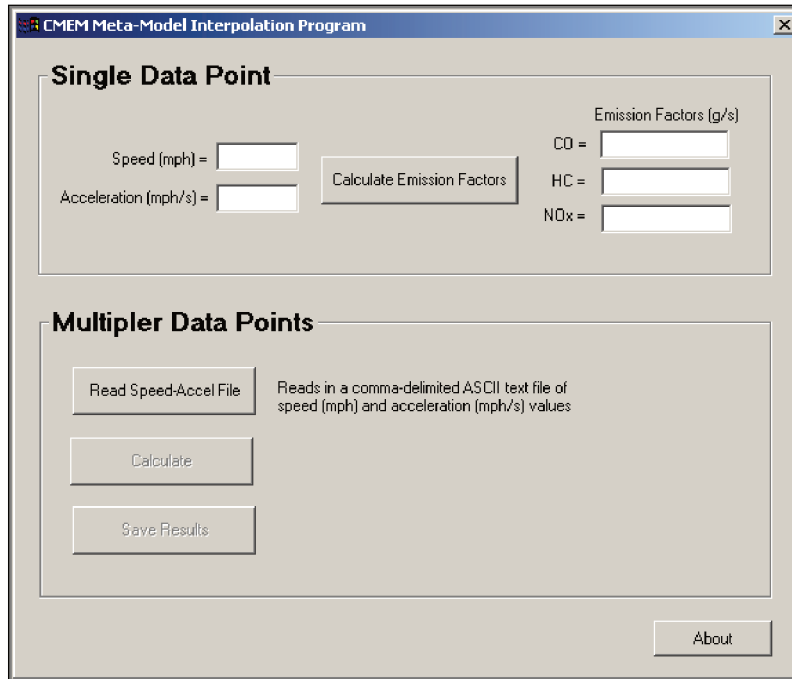 CMEM Meta-Model Interpolation Program
Single Data Point
Emission Factors (g/s)
Speed (mph) =
Acceleration (mph/s) =
Calculate Emission Factors
CO =
HC =
NOx =
Multipler Data Points
Read Speed-Accel File
Reads in a comma-delimited ASCII text file of
speed (mph) and acceleration (mph/s) values
Calculate
Save Results
About